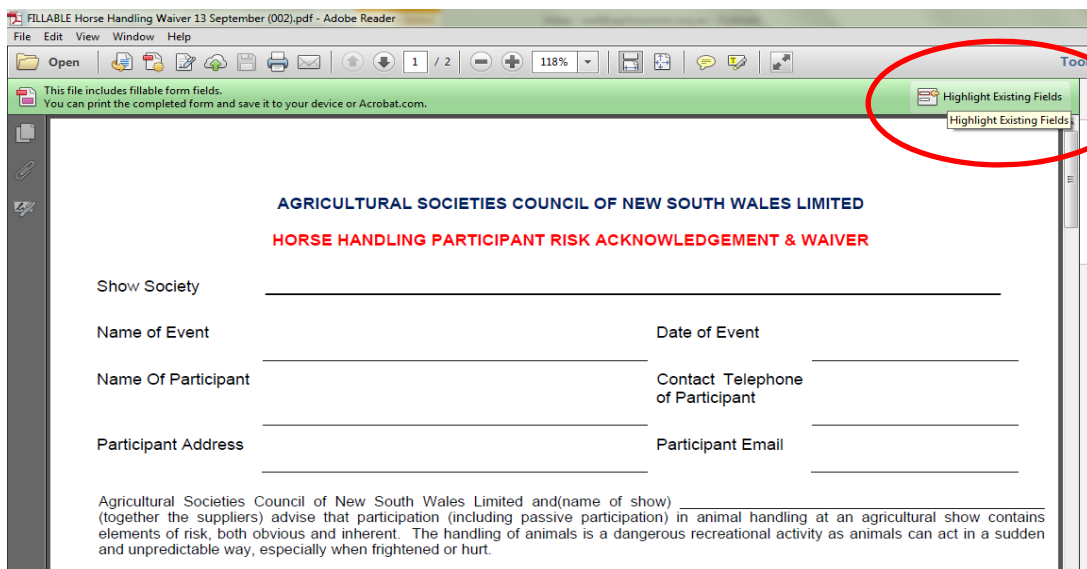 FILLABLE Horse Handling Waiver 13 September (002).pdf - Adobe Reader
File Edit View Window Help
Open 1 / 2 118% Too
This file includes fillable form fields.
You can print the completed form and save it to your device or Acrobat.com.
Highlight Existing Fields
Highlight Existing Fields
AGRICULTURAL SOCIETIES COUNCIL OF NEW SOUTH WALES LIMITED
HORSE HANDLING PARTICIPANT RISK ACKNOWLEDGEMENT & WAIVER
Show Society
Name of Event Date of Event
Name Of Participant Contact Telephone
of Participant
Participant Address Participant Email
Agricultural Societies Council of New South Wales Limited and(name of show)
(together the suppliers) advise that participation (including passive participation) in animal handling at an agricultural show contains
elements of risk, both obvious and inherent. The handling of animals is a dangerous recreational activity as animals can act in a sudden
and unpredictable way, especially when frightened or hurt.